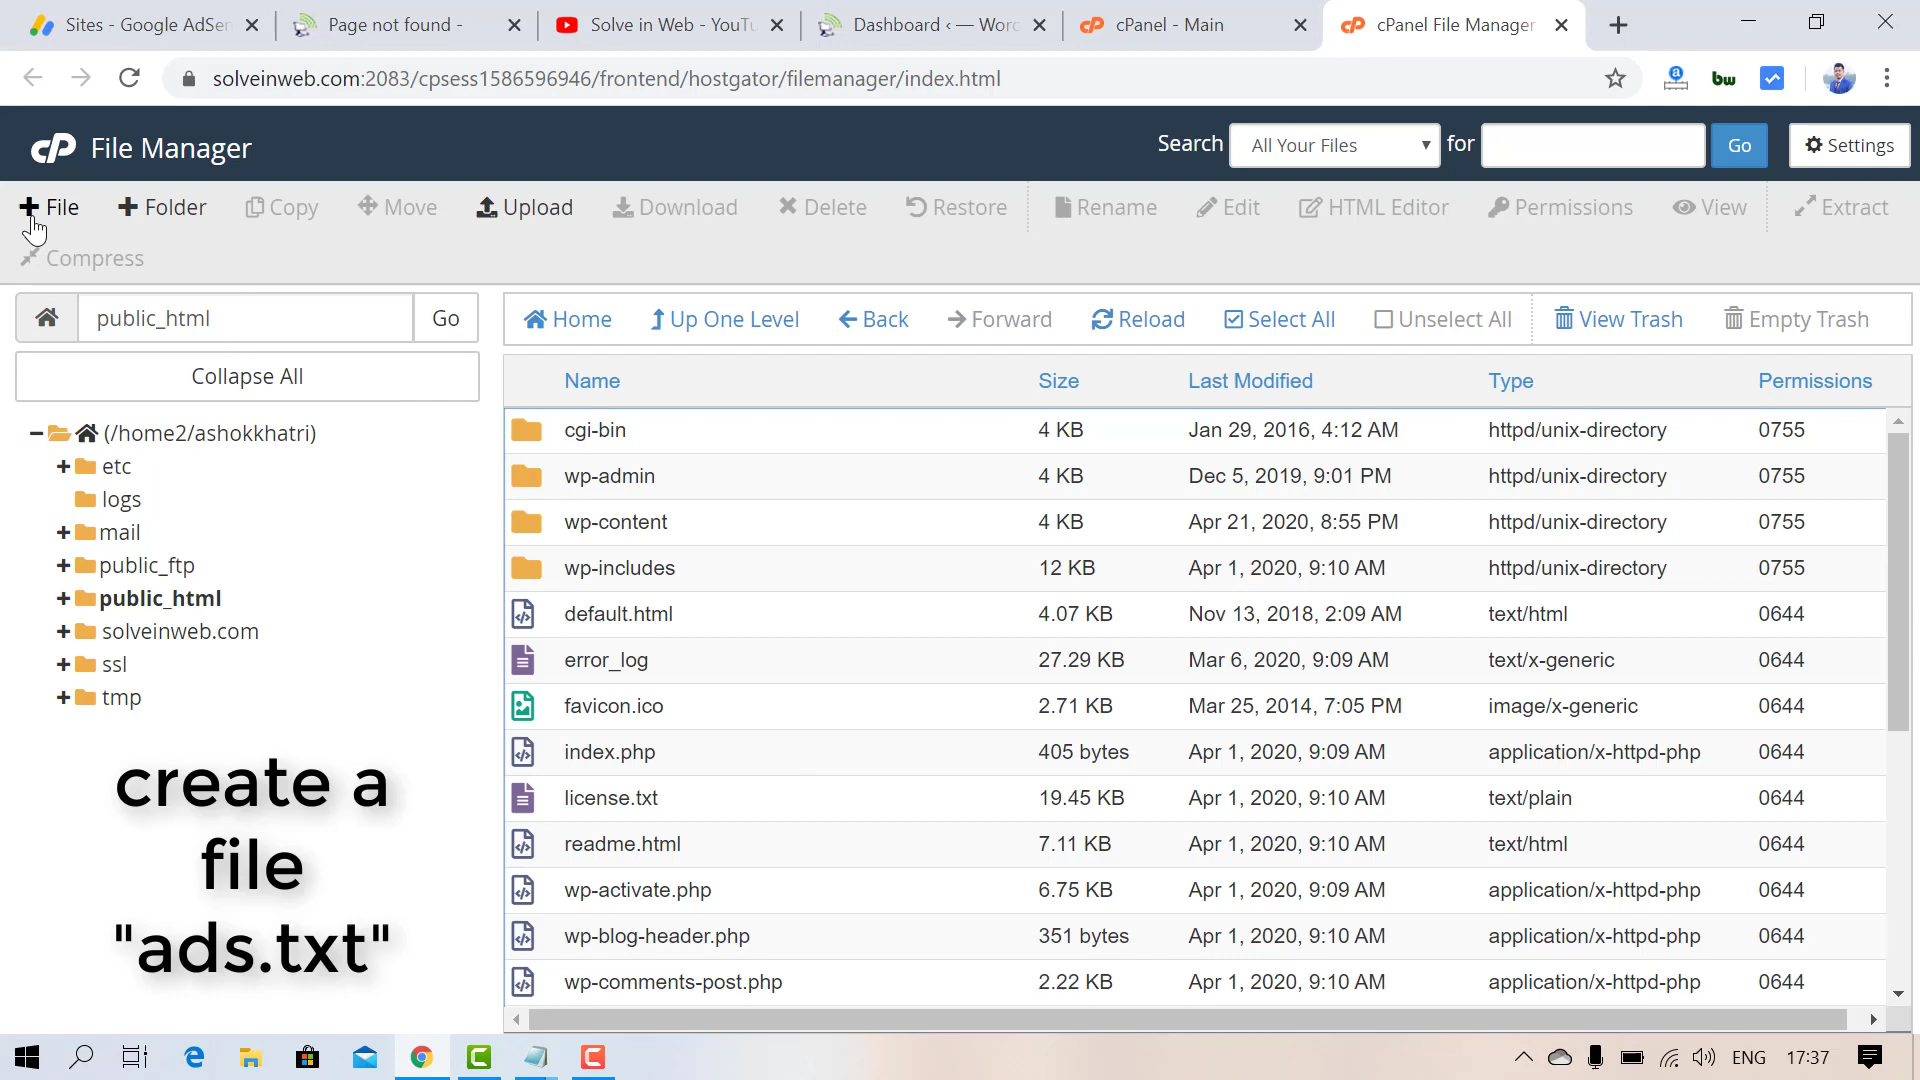 Sites - Google AdSen
Page not found -
Solve in Web - YouTu
Dashboard ‹ — Worc
cPanel - Main
cPanel File Manager
solveinweb.com:2083/cpsess1586596946/frontend/hostgator/filemanager/index.html
bw
cP File Manager
Search All Your Files for Go Settings
File Folder Copy Move Upload Download Delete Restore Rename Edit HTML Editor Permissions View Extract
Compress
public_html Go
Home Up One Level Back Forward Reload Select All Unselect All View Trash Empty Trash
Collapse All
(/home2/ashokkhatri)
etc
logs
mail
public_ftp
public_html
solveinweb.com
ssl
tmp
create a
file
"ads.txt"
Name Size Last Modified Type Permissions
cgi-bin 4 KB Jan 29, 2016, 4:12 AM httpd/unix-directory 0755
wp-admin 4 KB Dec 5, 2019, 9:01 PM httpd/unix-directory 0755
wp-content 4 KB Apr 21, 2020, 8:55 PM httpd/unix-directory 0755
wp-includes 12 KB Apr 1, 2020, 9:10 AM httpd/unix-directory 0755
default.html 4.07 KB Nov 13, 2018, 2:09 AM text/html 0644
error_log 27.29 KB Mar 6, 2020, 9:09 AM text/x-generic 0644
favicon.ico 2.71 KB Mar 25, 2014, 7:05 PM image/x-generic 0644
index.php 405 bytes Apr 1, 2020, 9:09 AM application/x-httpd-php 0644
license.txt 19.45 KB Apr 1, 2020, 9:10 AM text/plain 0644
readme.html 7.11 KB Apr 1, 2020, 9:10 AM text/html 0644
wp-activate.php 6.75 KB Apr 1, 2020, 9:09 AM application/x-httpd-php 0644
wp-blog-header.php 351 bytes Apr 1, 2020, 9:10 AM application/x-httpd-php 0644
wp-comments-post.php 2.22 KB Apr 1, 2020, 9:10 AM application/x-httpd-php 0644
ENG 17:37